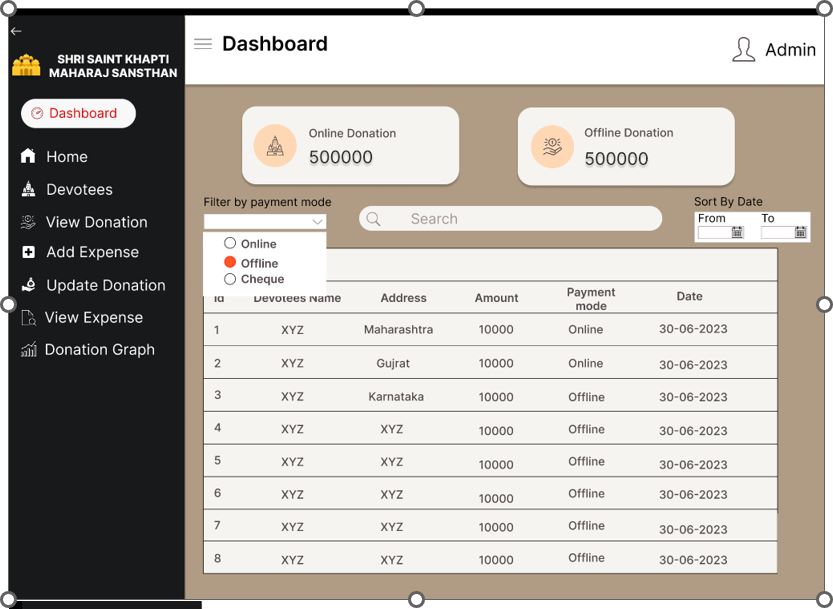 SHRI SAINT KHAPTI
MAHARAJ SANSTHAN
Dashboard
Home
Devotees
View Donation
Add Expense
Update Donation
View Expense
Donation Graph
Dashboard
Admin
Online Donation
500000
Offline Donation
500000
Filter by payment mode
Online
Offline
Cheque
Search
Sort By Date
From To
Id Devotees Name Address Amount Payment mode Date
1 XYZ Maharashtra 10000 Online 30-06-2023
2 XYZ Gujrat 10000 Online 30-06-2023
3 XYZ Karnataka 10000 Offline 30-06-2023
4 XYZ XYZ 10000 Offline 30-06-2023
5 XYZ XYZ 10000 Offline 30-06-2023
6 XYZ XYZ 10000 Offline 30-06-2023
7 XYZ XYZ 10000 Offline 30-06-2023
8 XYZ XYZ 10000 Offline 30-06-2023